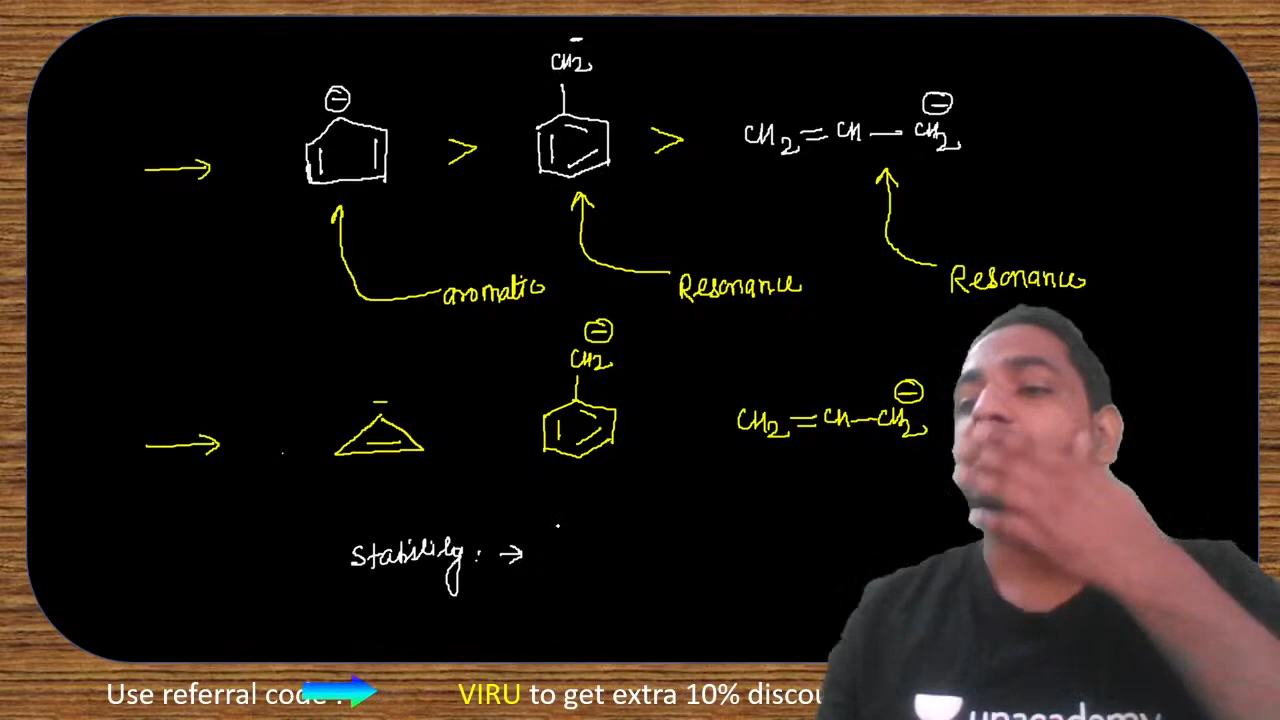 CH2
⊖
>
>
CH2=CH—CH2⊖
aromatic
Resonance
Resonance
CH2⊖
CH2=CH—CH2⊖
Stability : →
Use referral code :
VIRU to get extra 10%
unacademy